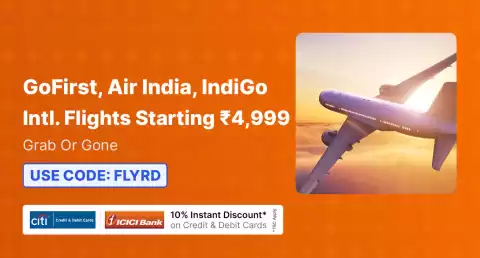 GoFirst, Air India, IndiGo
Intl. Flights Starting ₹4,999
Grab Or Gone
USE CODE: FLYRD
citi Credit & Debit Cards
ICICI Bank
10% Instant Discount*
on Credit & Debit Cards
*T&C Apply